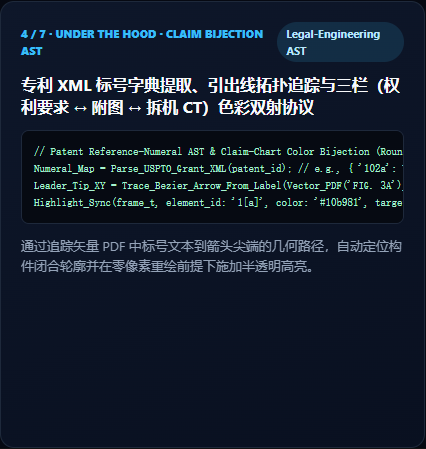 4 / 7 · UNDER THE HOOD · CLAIM BIJECTION
AST
Legal-Engineering
AST
专利 XML 标号字典提取、引出线拓扑追踪与三栏（权
利要求 ↔ 附图 ↔ 拆机 CT）色彩双射协议
// Patent Reference-Numeral AST & Claim-Chart Color Bijection (Roun
Numeral_Map = Parse_USPTO_Grant_XML(patent_id); // e.g., { '102a':
Leader_Tip_XY = Trace_Bezier_Arrow_From_Label(Vector_PDF('FIG. 3A')
Highlight_Sync(frame_t, element_id: '1[a]', color: '#10b981', targe
通过追踪矢量 PDF 中标号文本到箭头尖端的几何路径，自动定位构
件闭合轮廓并在零像素重绘前提下施加半透明高亮。